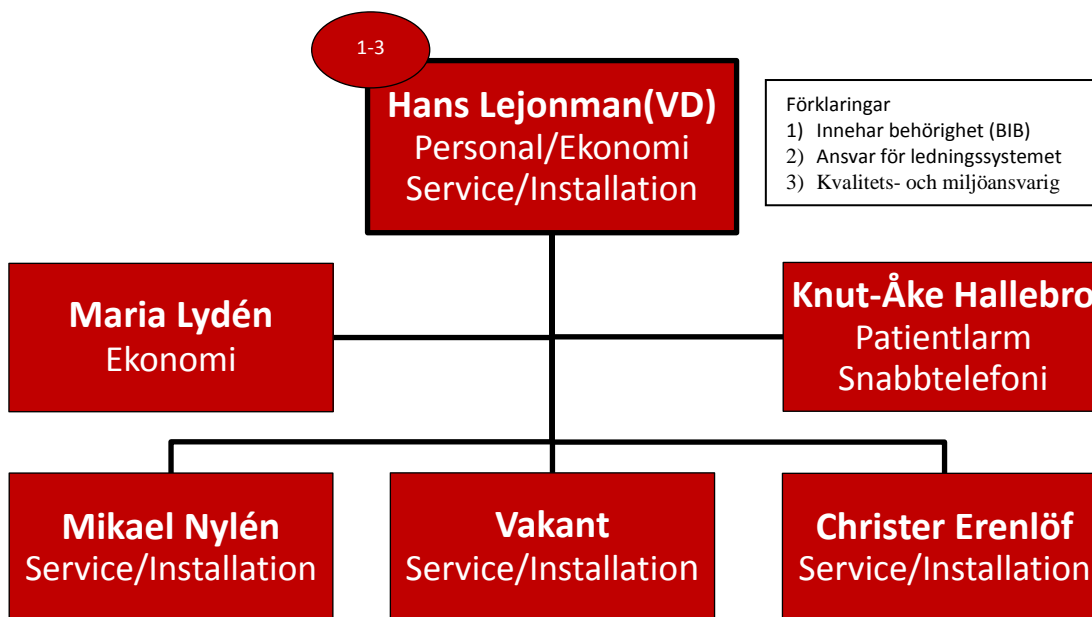 1-3
Hans Lejonman(VD)
Personal/Ekonomi
Service/Installation
Förklaringar
1) Innehar behörighet (BIB)
2) Ansvar för ledningssystemet
3) Kvalitets- och miljöansvarig
Maria Lydén
Ekonomi
Knut-Åke Hallebro
Patientlarm
Snabbtelefoni
Mikael Nylén
Service/Installation
Vakant
Service/Installation
Christer Erenlöf
Service/Installation